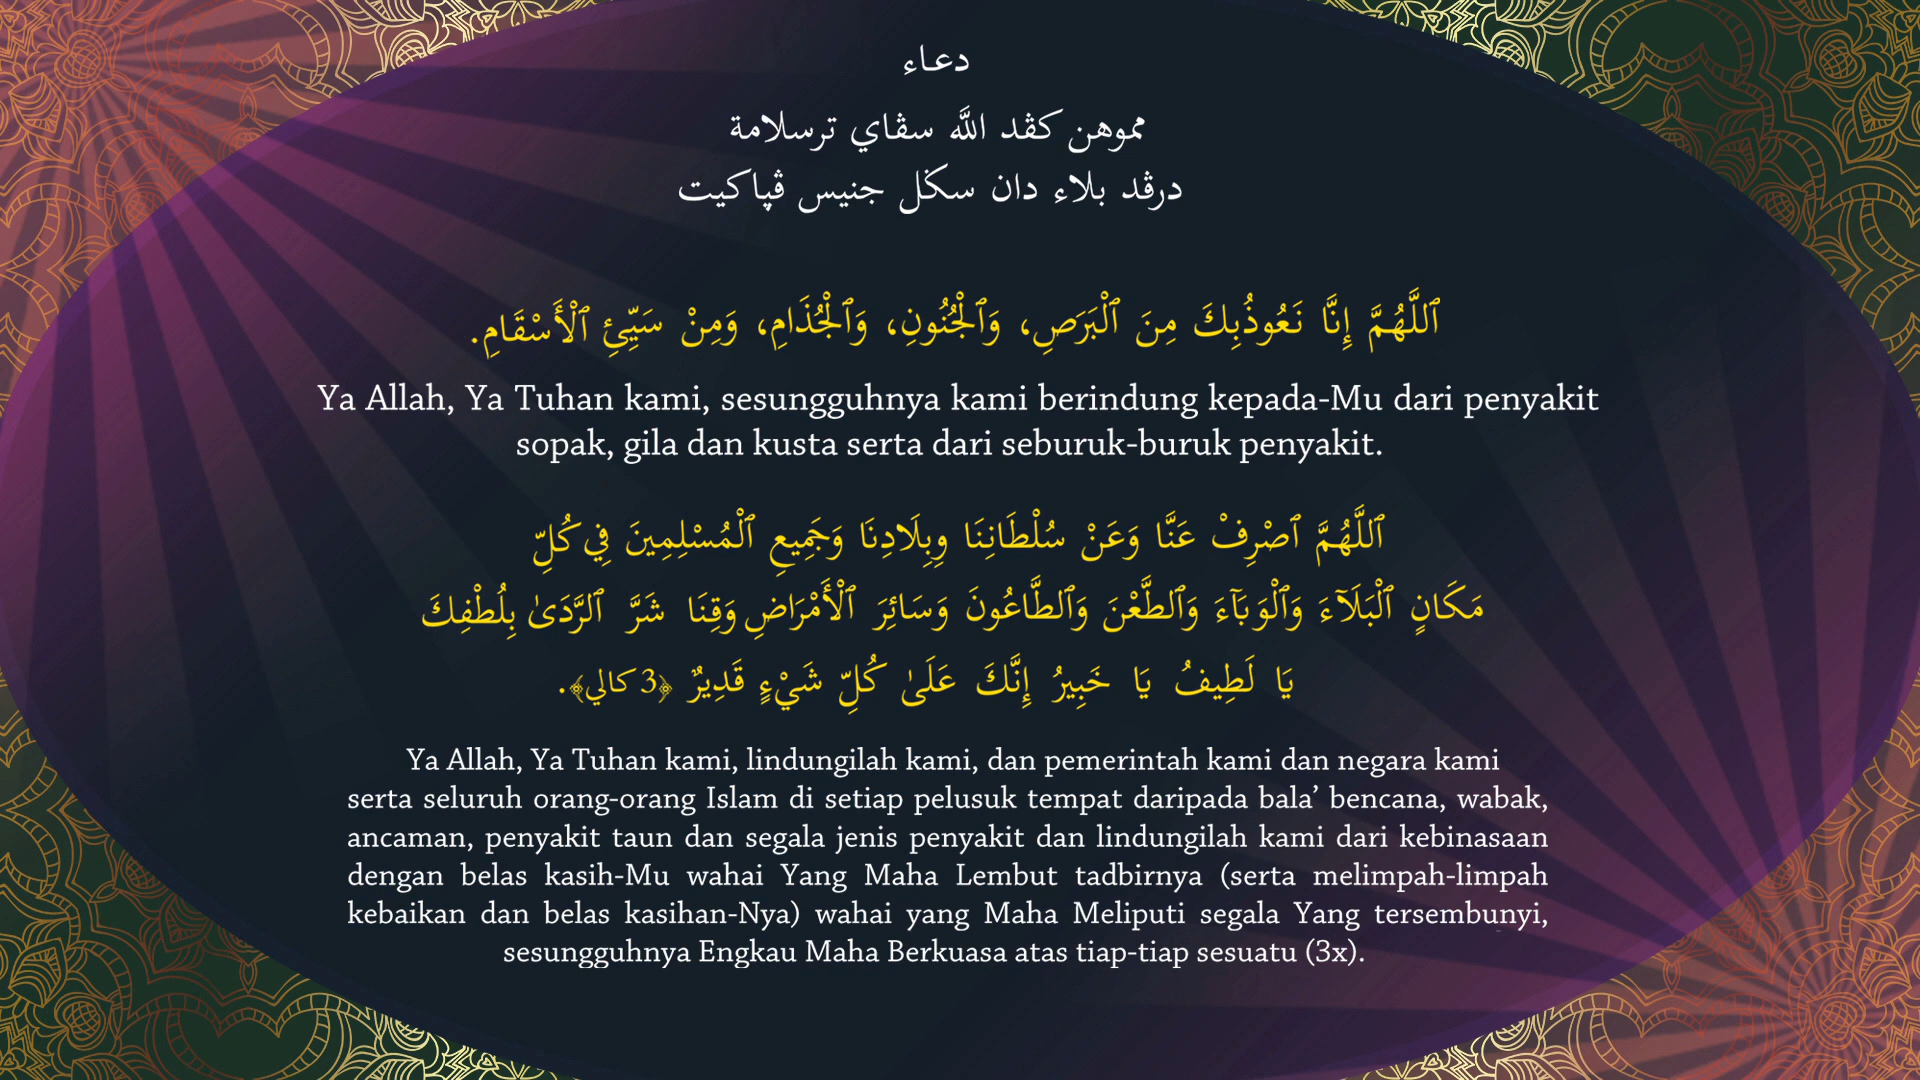 دعاء
مموهن کڤد الله سڤاي ترسلامة
درڤد بلاء دان سکل جنيس ڤڽاکيت
ٱللَّهُمَّ إِنَّا نَعُوذُبِكَ مِنَ ٱلْبَرَصِ، وَٱلْجُنُونِ، وَٱلْجُذَامِ، وَمِنْ سَيِّئِ ٱلْأَسْقَامِ.
Ya Allah, Ya Tuhan kami, sesungguhnya kami berindung kepada-Mu dari penyakit
sopak, gila dan kusta serta dari seburuk-buruk penyakit.
ٱللَّهُمَّ ٱصْرِفْ عَنَّا وَعَنْ سُلْطَانِنَا وِبِلَادِنَا وَجَمِيعِ ٱلْمُسْلِمِينَ فِي كُلِّ
مَكَانٍ ٱلْبَلَآءَ وَٱلْوَبَآءَ وَٱلطَّعْنَ وَٱلطَّاعُونَ وَسَائِرَ ٱلْأَمْرَاضِ وَقِنَا شَرَّ ٱلرَّدَىٰ بِلُطْفِكَ
يَا لَطِيفُ يَا خَبِيرُ إِنَّكَ عَلَىٰ كُلِّ شَيْءٍ قَدِيرٌ ﴿3 كالي﴾.
Ya Allah, Ya Tuhan kami, lindungilah kami, dan pemerintah kami dan negara kami
serta seluruh orang-orang Islam di setiap pelusuk tempat daripada bala’ bencana, wabak,
ancaman, penyakit taun dan segala jenis penyakit dan lindungilah kami dari kebinasaan
dengan belas kasih-Mu wahai Yang Maha Lembut tadbirnya (serta melimpah-limpah
kebaikan dan belas kasihan-Nya) wahai yang Maha Meliputi segala Yang tersembunyi,
sesungguhnya Engkau Maha Berkuasa atas tiap-tiap sesuatu (3x).